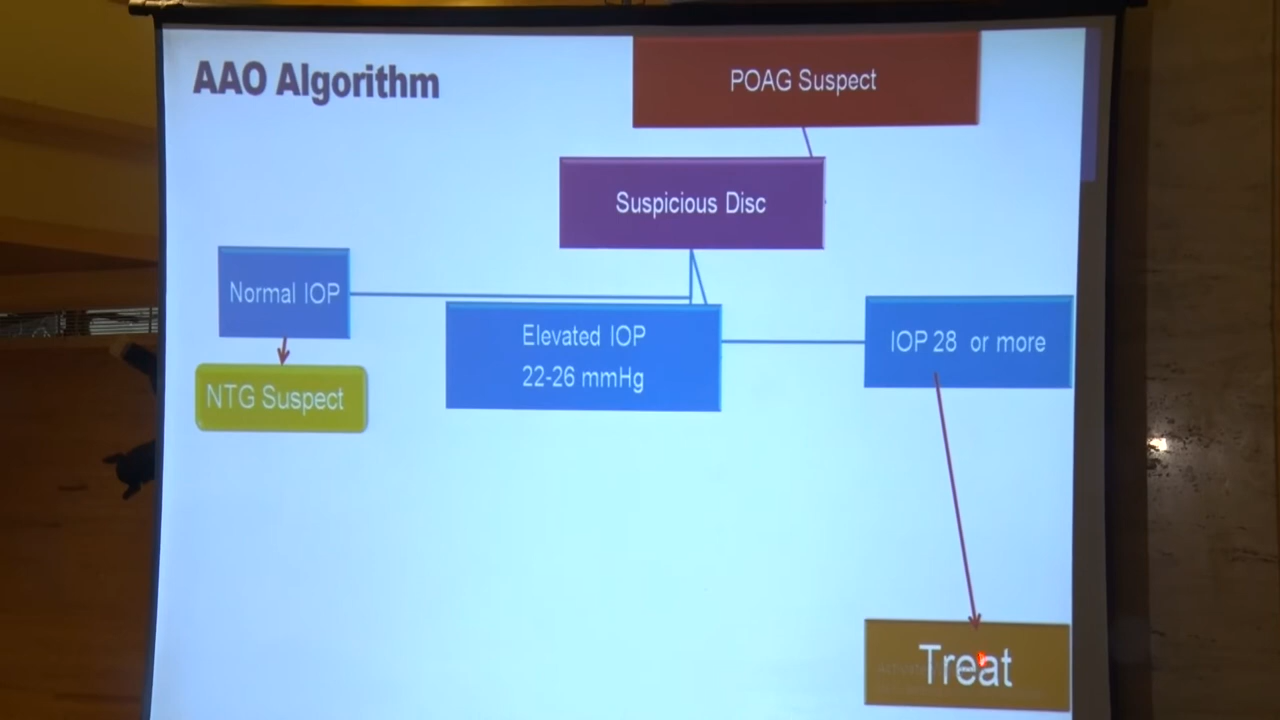 AAO Algorithm
POAG Suspect
Suspicious Disc
Normal IOP
Elevated IOP
22-26 mmHg
IOP 28 or more
NTG Suspect
Treat